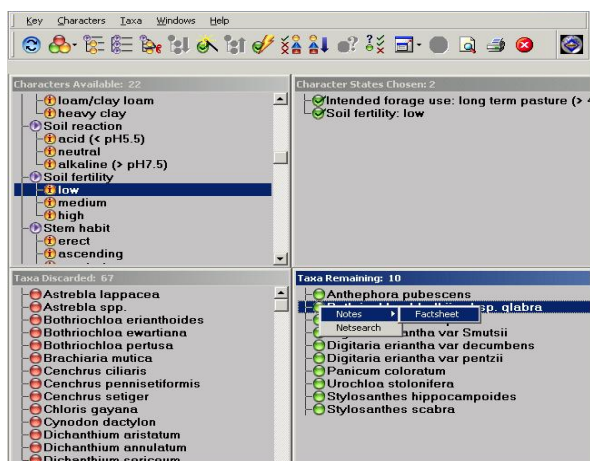 Key Characters Taxa Windows Help
Characters Available: 22
loam/clay loam
heavy clay
Soil reaction
acid (< pH5.5)
neutral
alkaline (> pH7.5)
Soil fertility
low
medium
high
Stem habit
erect
ascending
Character States Chosen: 2
Intended forage use: long term pasture (>
Soil fertility: low
Taxa Discarded: 67
Astrebla lappacea
Astrebla spp.
Bothriochloa erianthoides
Bothriochloa ewartiana
Bothriochloa pertusa
Brachiaria mutica
Cenchrus ciliaris
Cenchrus pennisetiformis
Cenchrus setiger
Chloris gayana
Cynodon dactylon
Dichanthium aristatum
Dichanthium annulatum
Dichanthium sericeum
Taxa Remaining: 10
Anthephora pubescens
sp. glabra
Notes Factsheet
Netsearch
iantha var Smutsii
Digitaria eriantha var decumbens
Digitaria eriantha var pentzii
Panicum coloratum
Urochloa stolonifera
Stylosanthes hippocampoides
Stylosanthes scabra